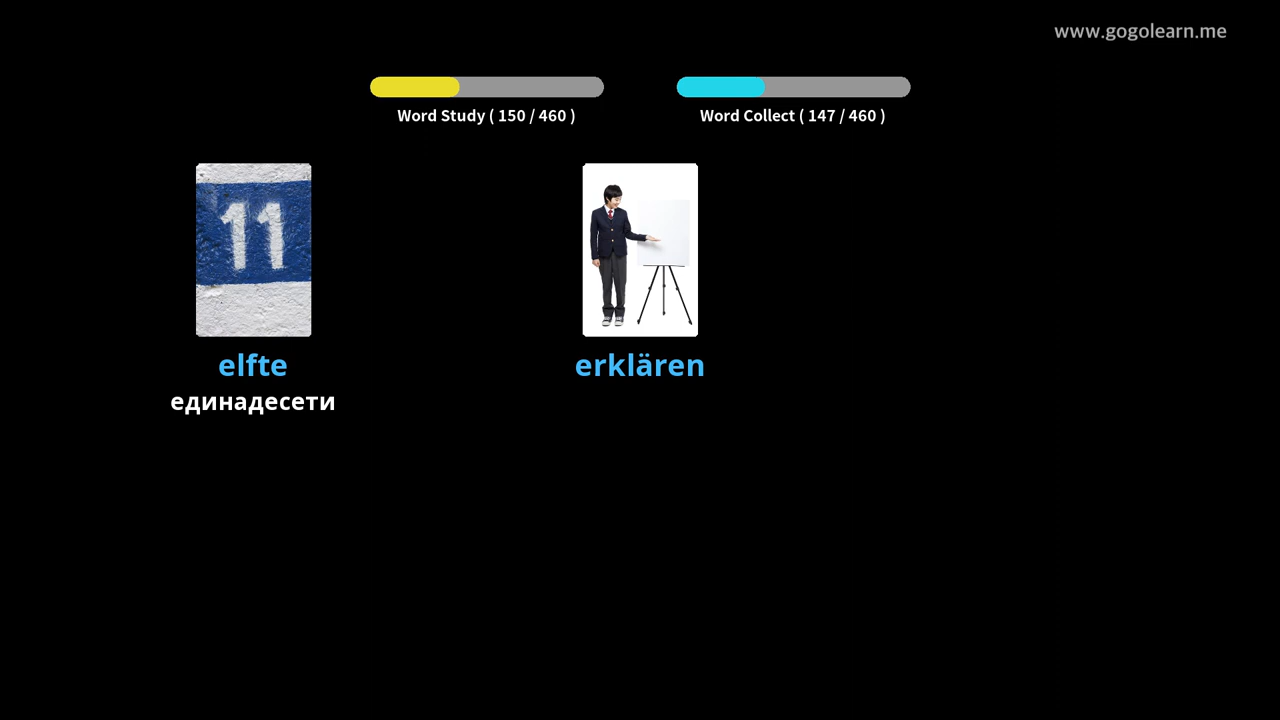 www.gogolearn.me
Word Study ( 150 / 460 )
Word Collect ( 147 / 460 )
11
elfte
erklären
единадесети